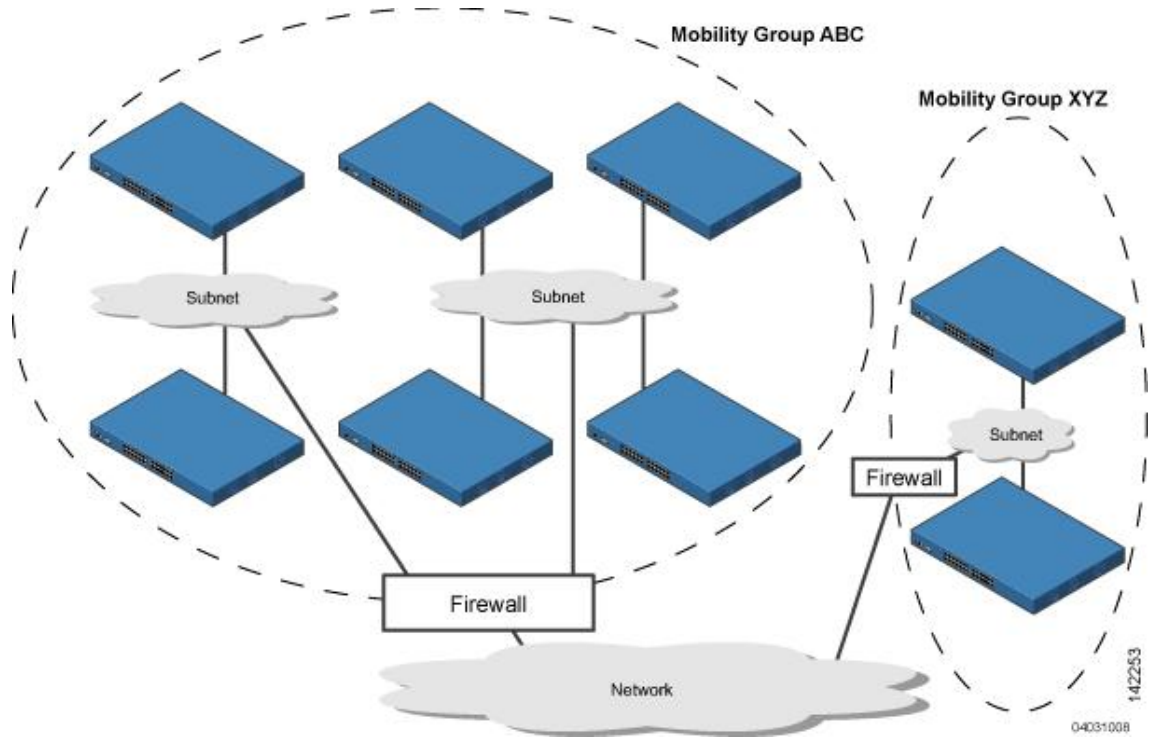 Mobility Group ABC
Mobility Group XYZ
Subnet
Subnet
Subnet
Firewall
Firewall
Network
142253
04031008